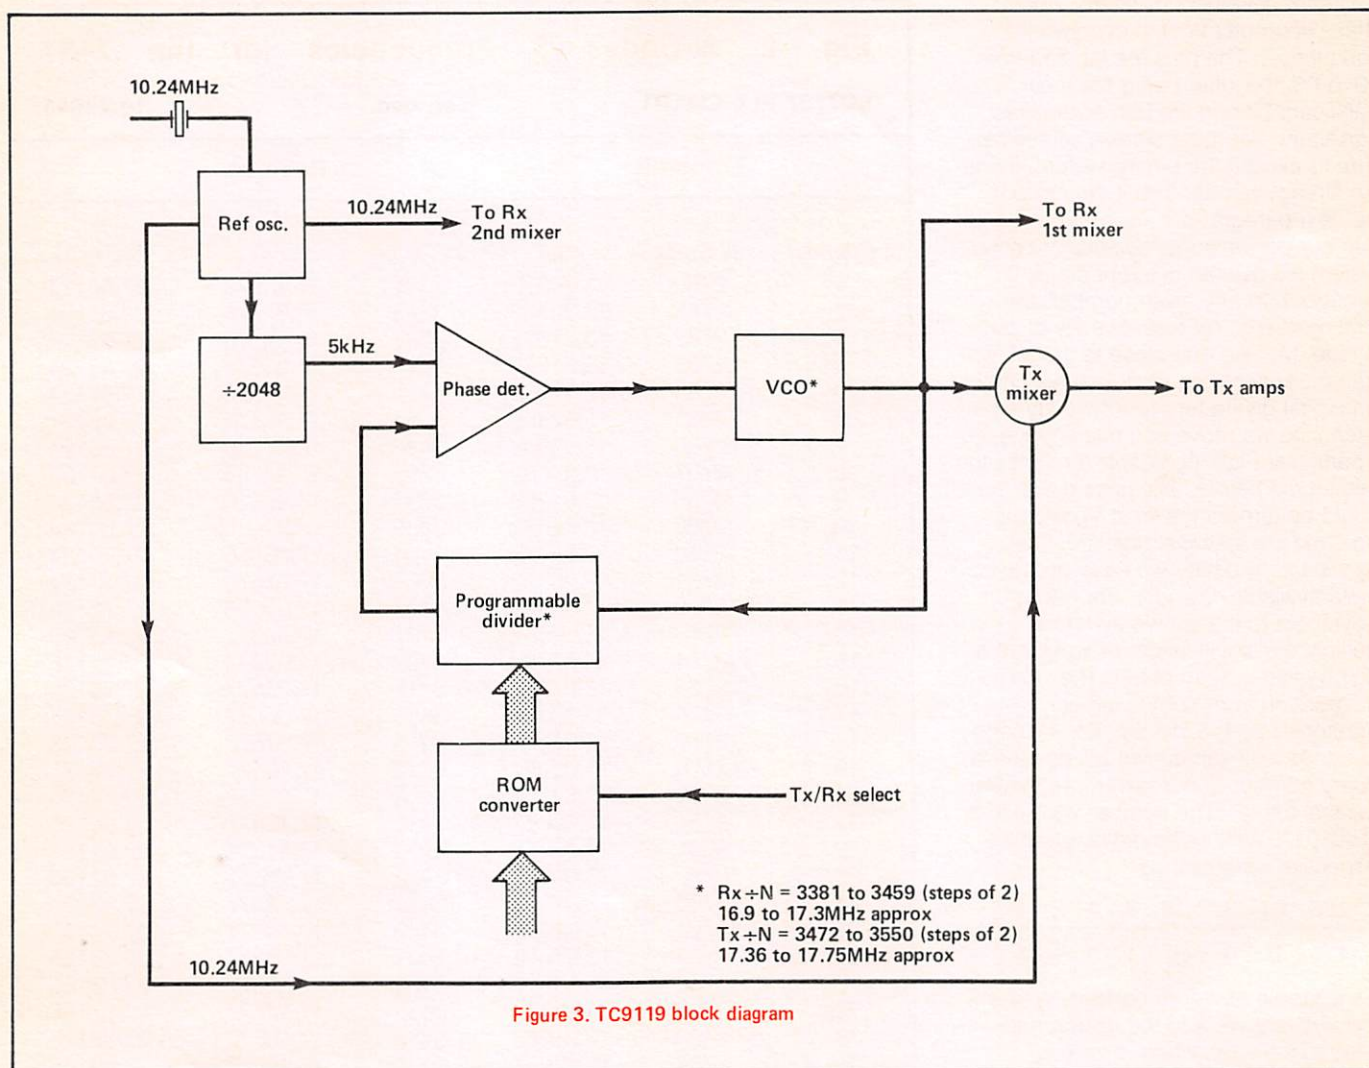 10.24MHz
Ref osc.
10.24MHz
To Rx
2nd mixer
To Rx
1st mixer
÷2048
5kHz
Phase det.
VCO*
Tx
mixer
To Tx amps
Programmable
divider*
ROM
converter
Tx/Rx select
* Rx ÷N = 3381 to 3459 (steps of 2)
16.9 to 17.3MHz approx
Tx ÷N = 3472 to 3550 (steps of 2)
17.36 to 17.75MHz approx
10.24MHz
Figure 3. TC9119 block diagram